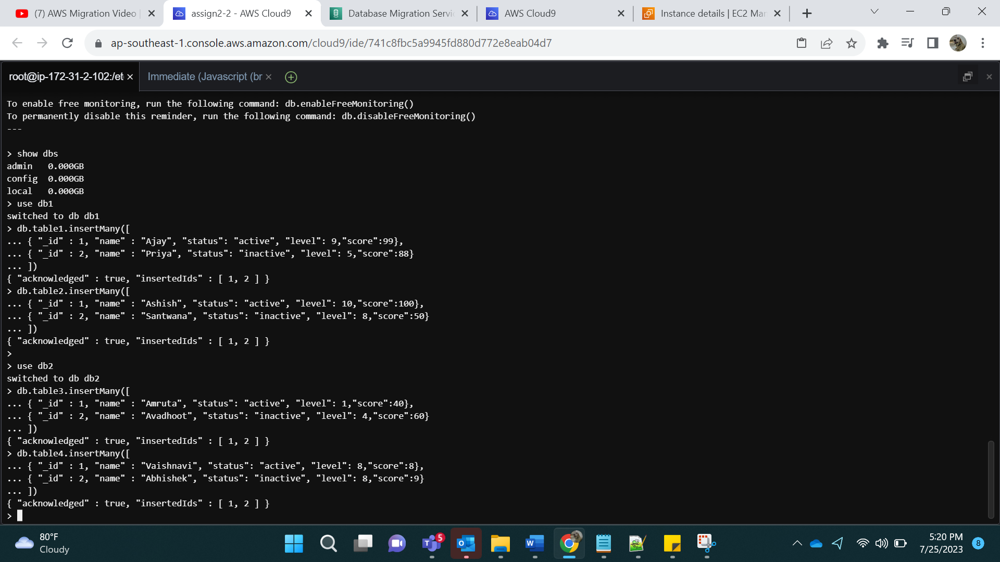 (7) AWS Migration Video
assign2-2 - AWS Cloud9
Database Migration Servic
AWS Cloud9
Instance details | EC2 Mar
ap-southeast-1.console.aws.amazon.com/cloud9/ide/741c8fbc5a9945fd880d772e8eab04d7
root@ip-172-31-2-102:/et
Immediate (Javascript (br
To enable free monitoring, run the following command: db.enableFreeMonitoring()
To permanently disable this reminder, run the following command: db.disableFreeMonitoring()
---
> show dbs
admin   0.000GB
config  0.000GB
local   0.000GB
> use db1
switched to db db1
> db.table1.insertMany([
... { "_id" : 1, "name" : "Ajay", "status": "active", "level": 9,"score":99},
... { "_id" : 2, "name" : "Priya", "status": "inactive", "level": 5,"score":88}
... ])
{ "acknowledged" : true, "insertedIds" : [ 1, 2 ] }
> db.table2.insertMany([
... { "_id" : 1, "name" : "Ashish", "status": "active", "level": 10,"score":100},
... { "_id" : 2, "name" : "Santwana", "status": "inactive", "level": 8,"score":50}
... ])
{ "acknowledged" : true, "insertedIds" : [ 1, 2 ] }
>
> use db2
switched to db db2
> db.table3.insertMany([
... { "_id" : 1, "name" : "Amruta", "status": "active", "level": 1,"score":40},
... { "_id" : 2, "name" : "Avadhoot", "status": "inactive", "level": 4,"score":60}
... ])
{ "acknowledged" : true, "insertedIds" : [ 1, 2 ] }
> db.table4.insertMany([
... { "_id" : 1, "name" : "Vaishnavi", "status": "active", "level": 8,"score":8},
... { "_id" : 2, "name" : "Abhishek", "status": "inactive", "level": 8,"score":9}
... ])
{ "acknowledged" : true, "insertedIds" : [ 1, 2 ] }
>
80°F
Cloudy
5
5:20 PM
7/25/2023
8